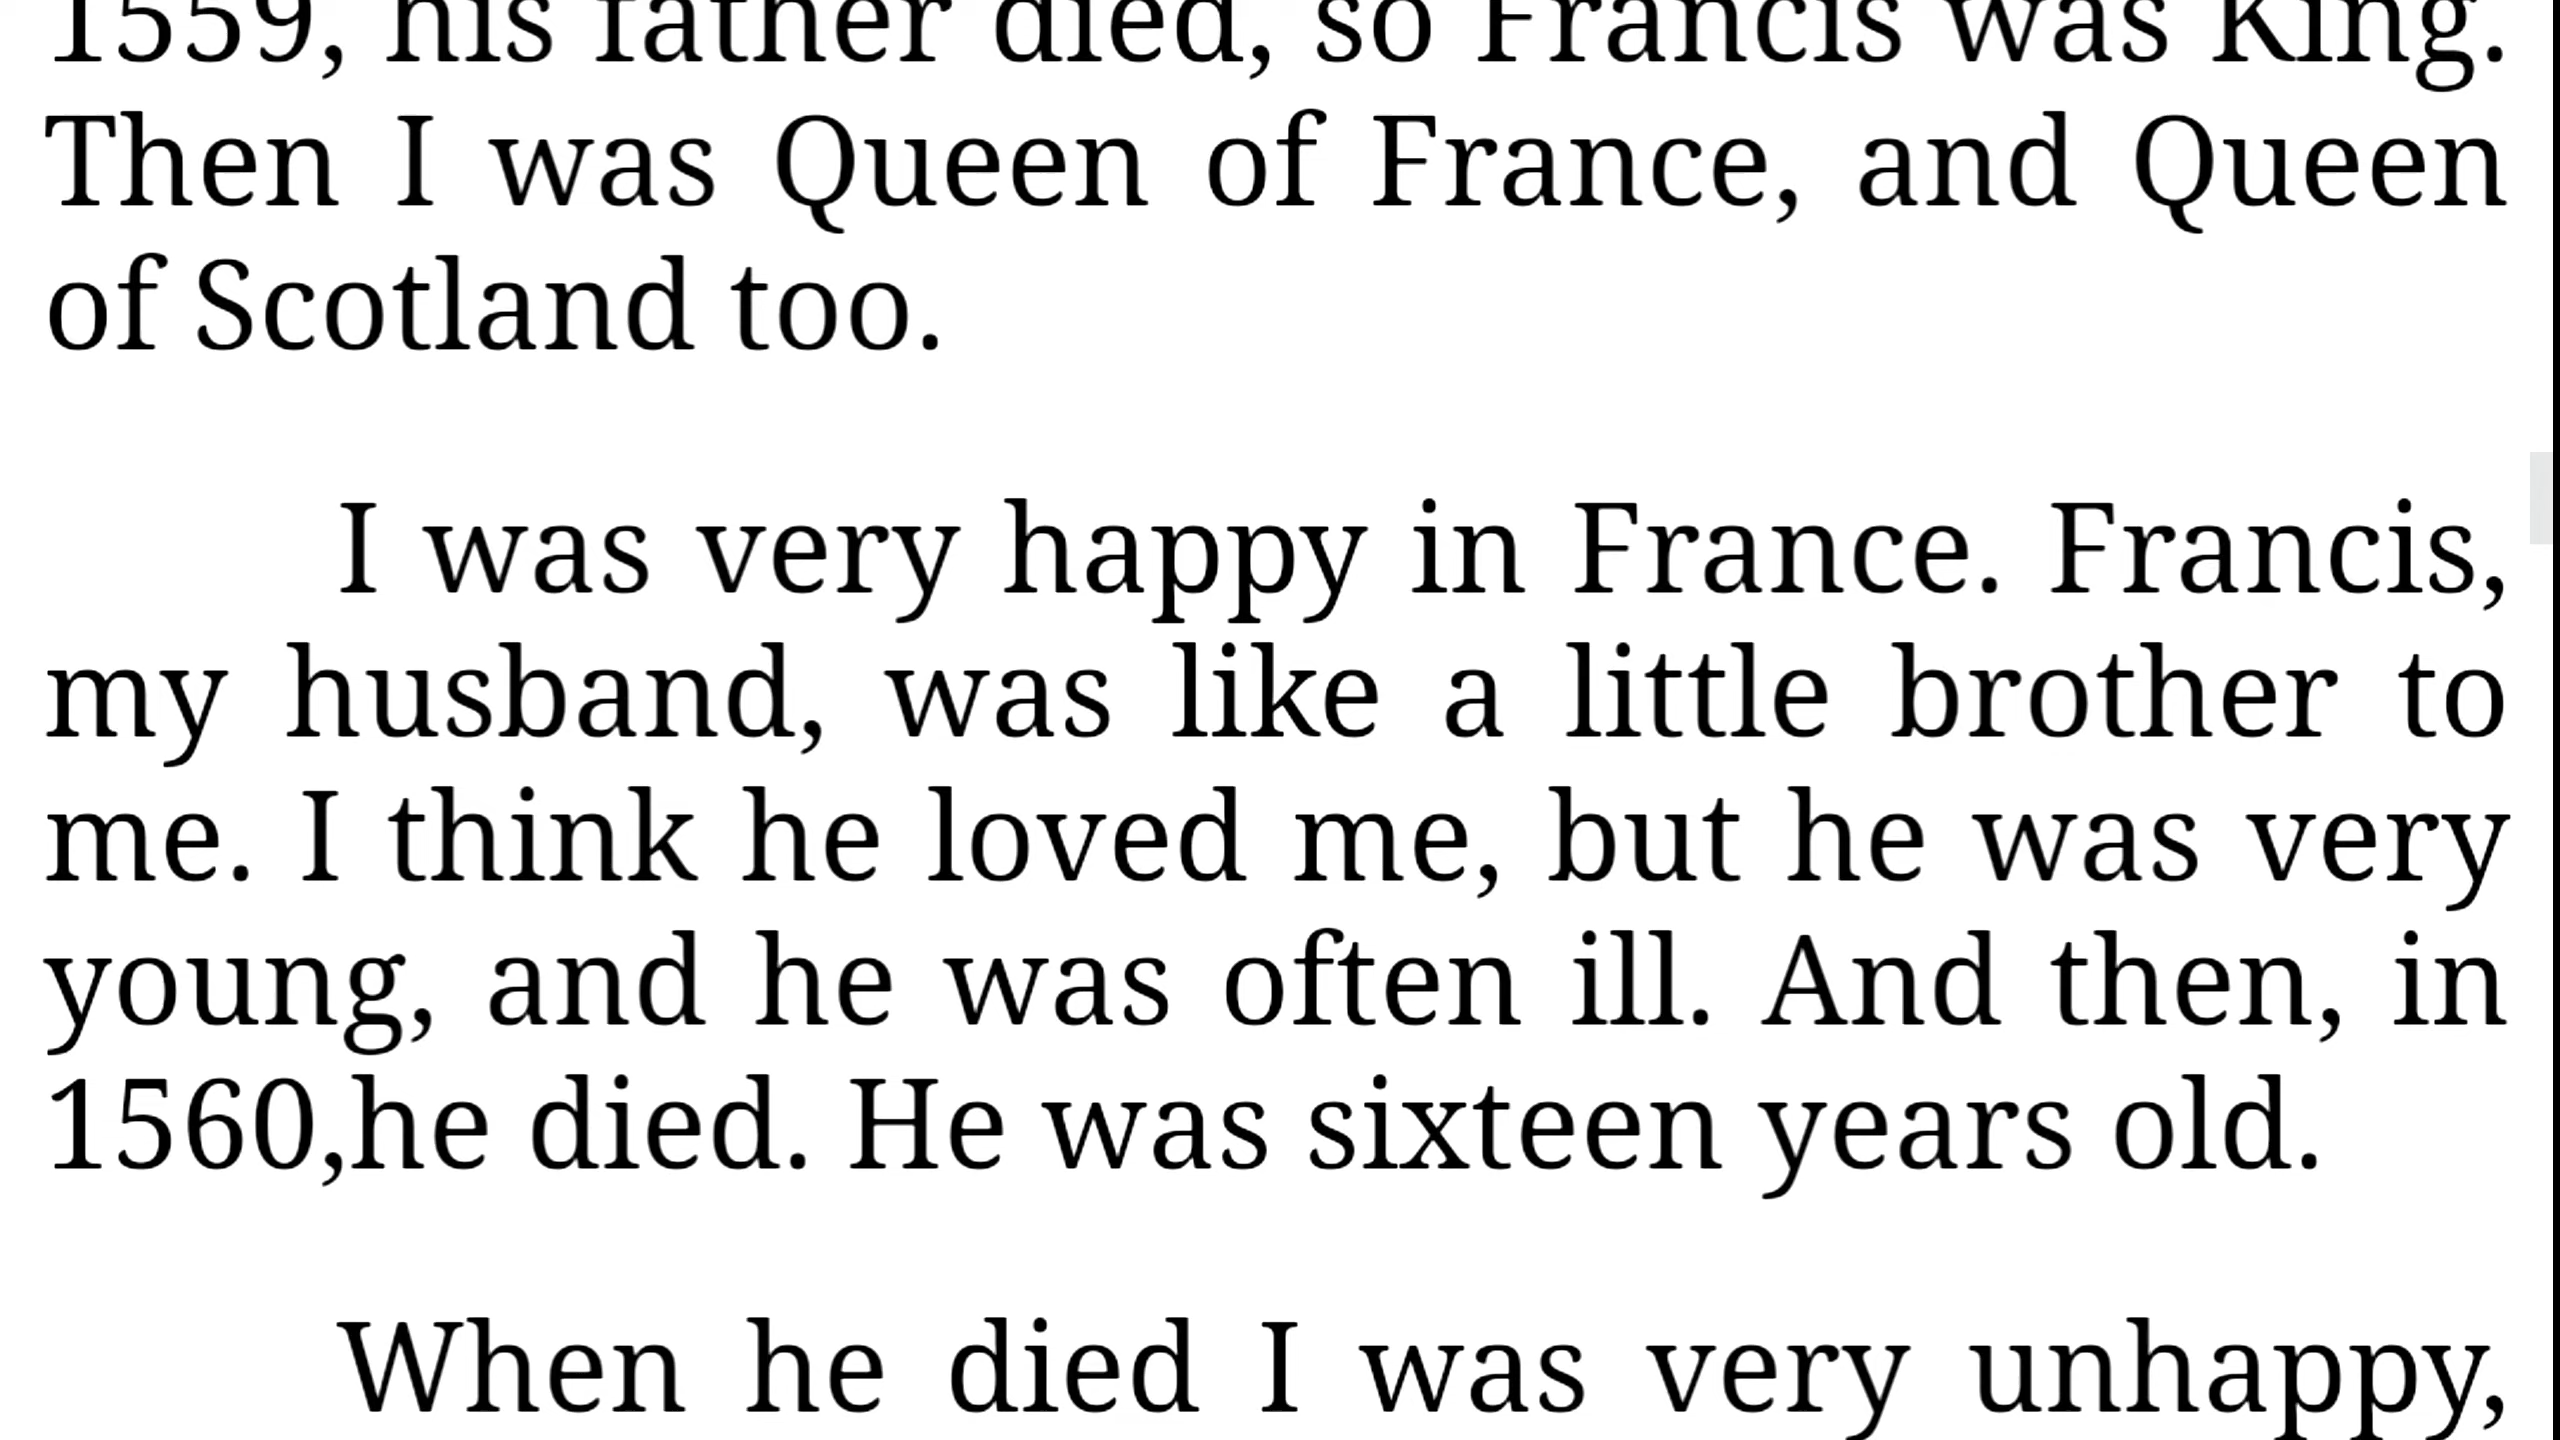 1559, his father died, so Francis was King.
Then I was Queen of France, and Queen
of Scotland too.
I was very happy in France. Francis,
my husband, was like a little brother to
me. I think he loved me, but he was very
young, and he was often ill. And then, in
1560,he died. He was sixteen years old.
When he died I was very unhappy,